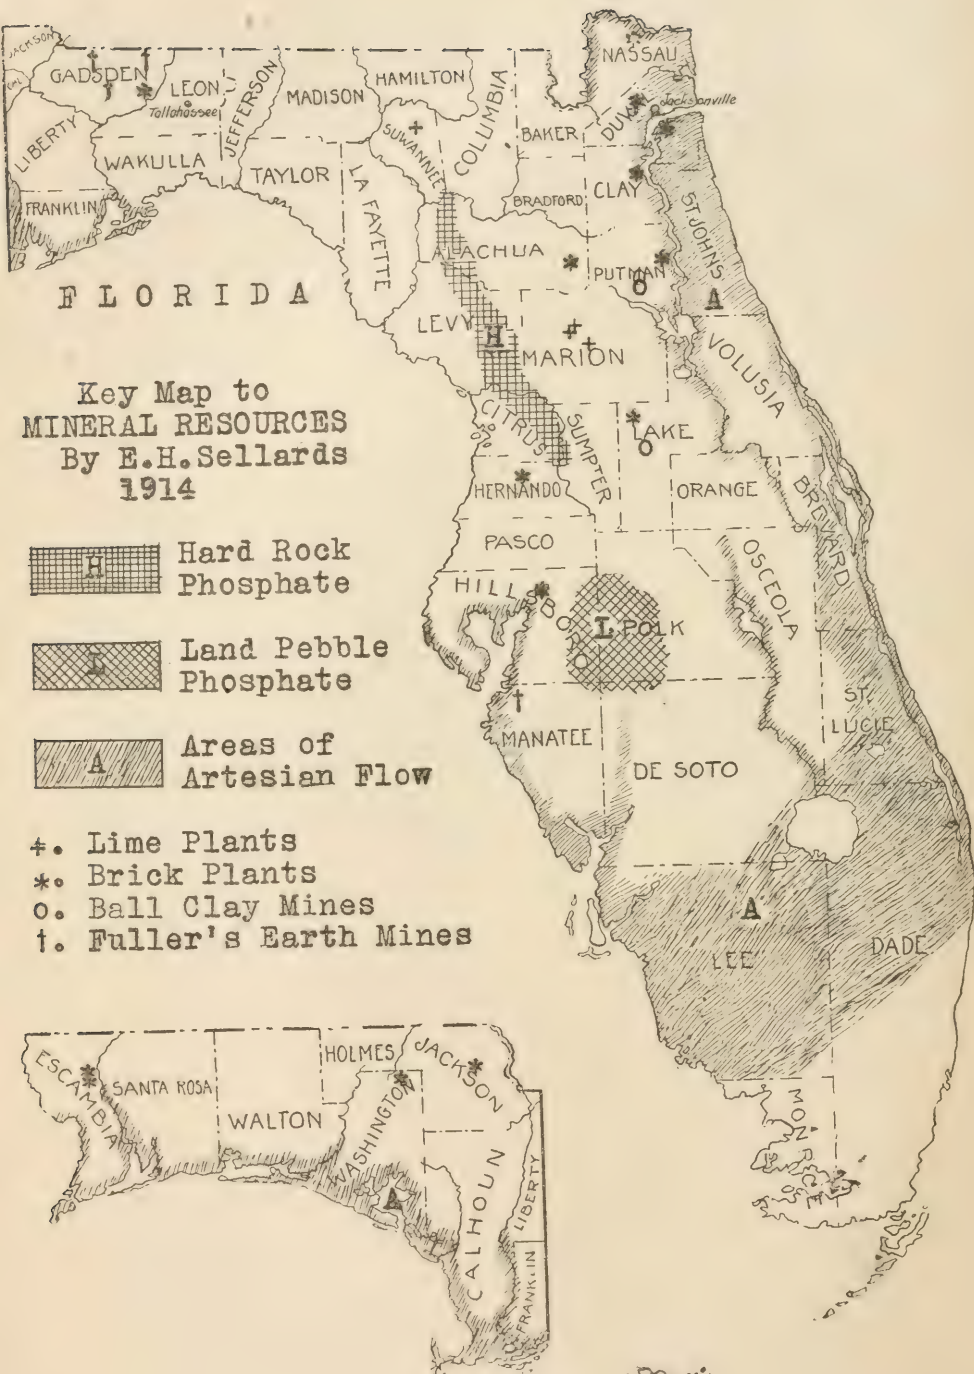 NASSAU
JACKSON
GADSDEN
LEON
Tallahassee
JEFFERSON
MADISON
HAMILTON
COLUMBIA
BAKER
DUVAL
Jacksonville
LIBERTY
WAKULLA
TAYLOR
LA FAYETTE
SUWANNEE
BRADFORD
CLAY
ST. JOHNS
FRANKLIN
ALACHUA
PUTMAN
A
FLORIDA
LEVY
H
MARION
VOLUSIA
Key Map to
MINERAL RESOURCES
By E.H.Sellards
1914
CITRUS
SUMPTER
LAKE
HERNANDO
ORANGE
BREVARD
PASCO
OSCEOLA
H Hard Rock
Phosphate
HILLSBORO
L POLK
L Land Pebble
Phosphate
ST.
LUCIE
MANATEE
DE SOTO
A Areas of
Artesian Flow
‡. Lime Plants
*. Brick Plants
o. Ball Clay Mines
†. Fuller's Earth Mines
A
LEE
DADE
MONROE
ESCAMBIA
SANTA ROSA
WALTON
HOLMES
JACKSON
WASHINGTON
A
CALHOUN
LIBERTY
FRANKLIN